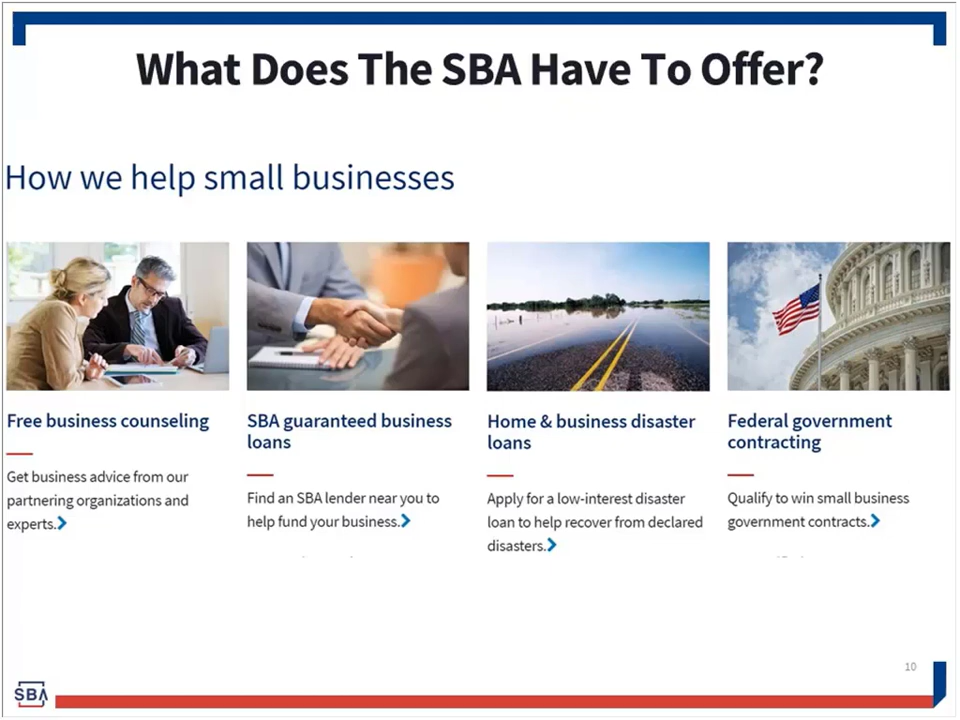 What Does The SBA Have To Offer?
How we help small businesses
Free business counseling
Get business advice from our
partnering organizations and
experts.
SBA guaranteed business
loans
Find an SBA lender near you to
help fund your business.
Home & business disaster
loans
Apply for a low-interest disaster
loan to help recover from declared
disasters.
Federal government
contracting
Qualify to win small business
government contracts.
10
SBA